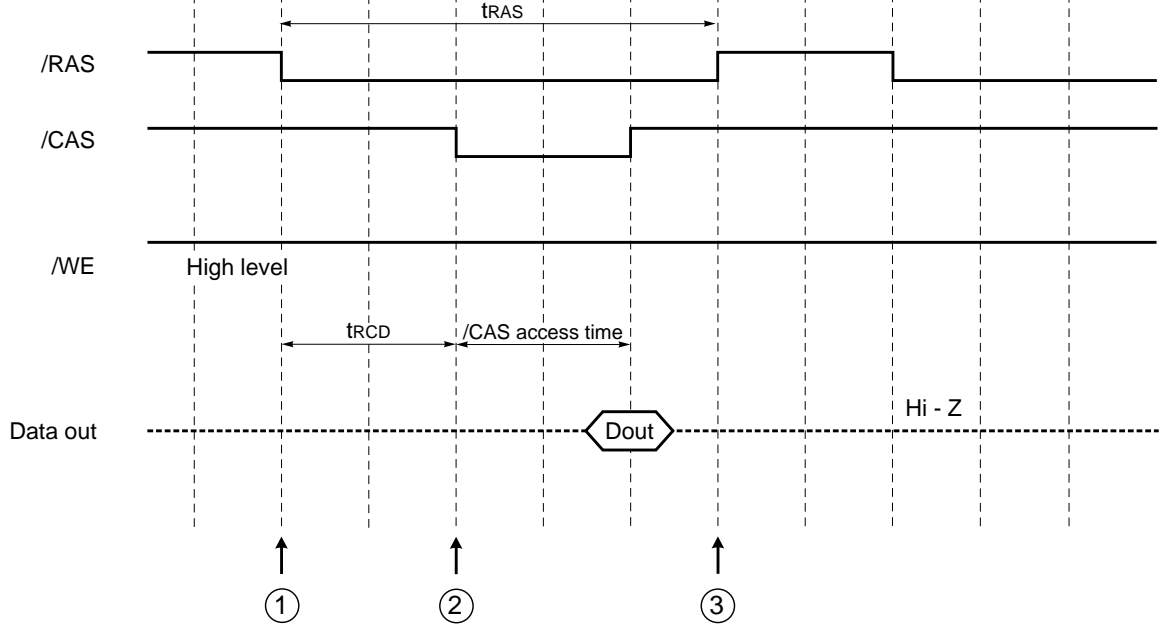 tRAS
/RAS
/CAS
/WE
High level
tRCD
/CAS access time
Hi - Z
Data out
Dout
1
2
3